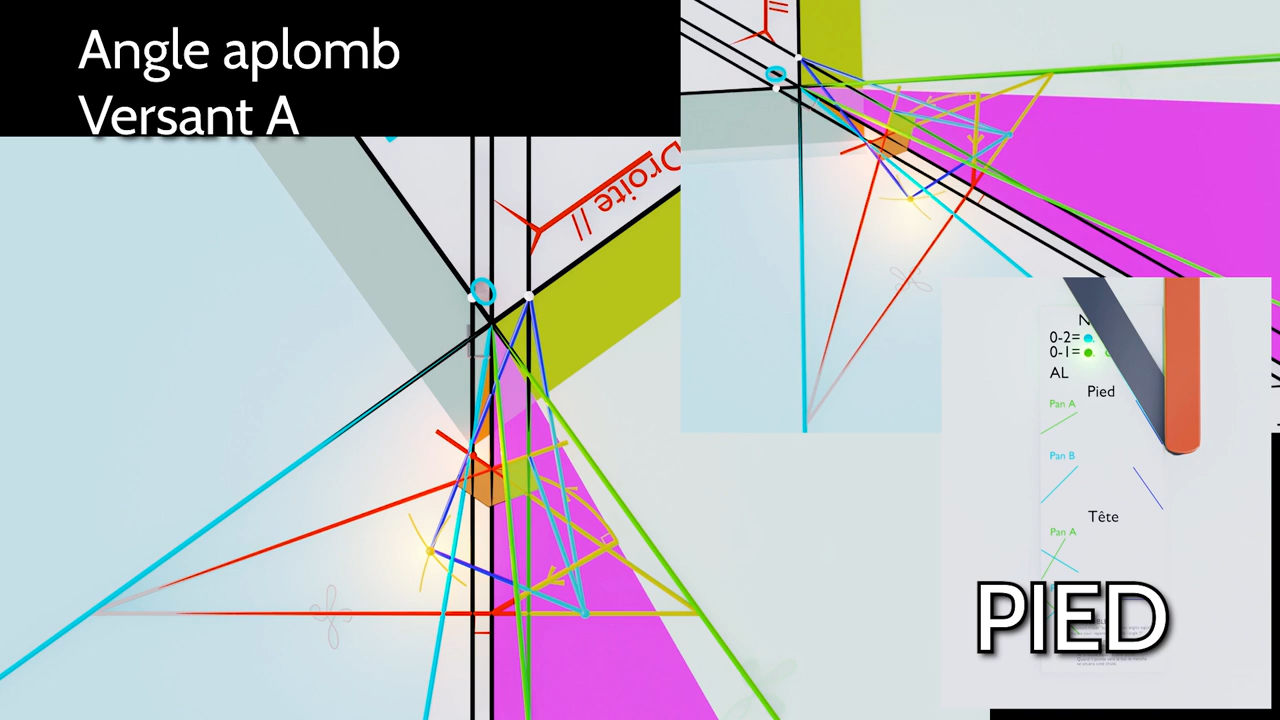 Angle aplomb
Versant A
Droite //
0-2=
0-1=
AL
Pied
Pan A
Pan B
Tête
Pan A
PIED